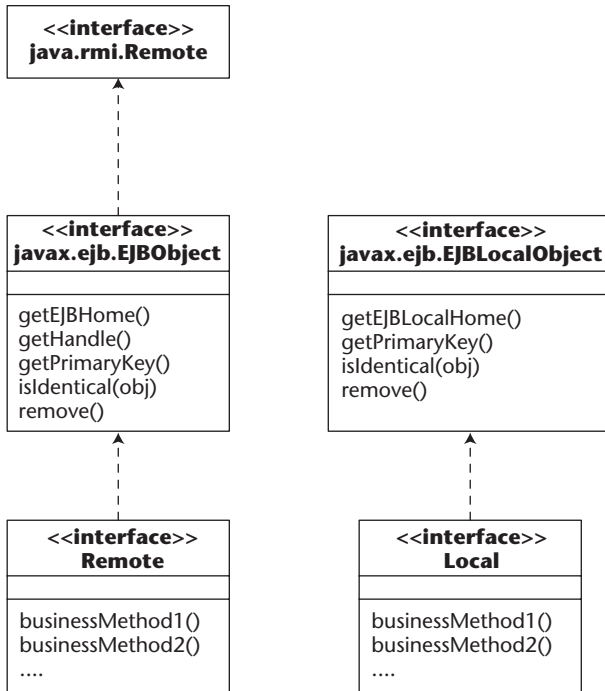 <<interface>>
java.rmi.Remote
<<interface>>
javax.ejb.EJBObject
getEJBHome()
getHandle()
getPrimaryKey()
isIdentical(obj)
remove()
<<interface>>
javax.ejb.EJBLocalObject
getEJBLocalHome()
getPrimaryKey()
isIdentical(obj)
remove()
<<interface>>
Remote
businessMethod1()
businessMethod2()
....
<<interface>>
Local
businessMethod1()
businessMethod2()
....